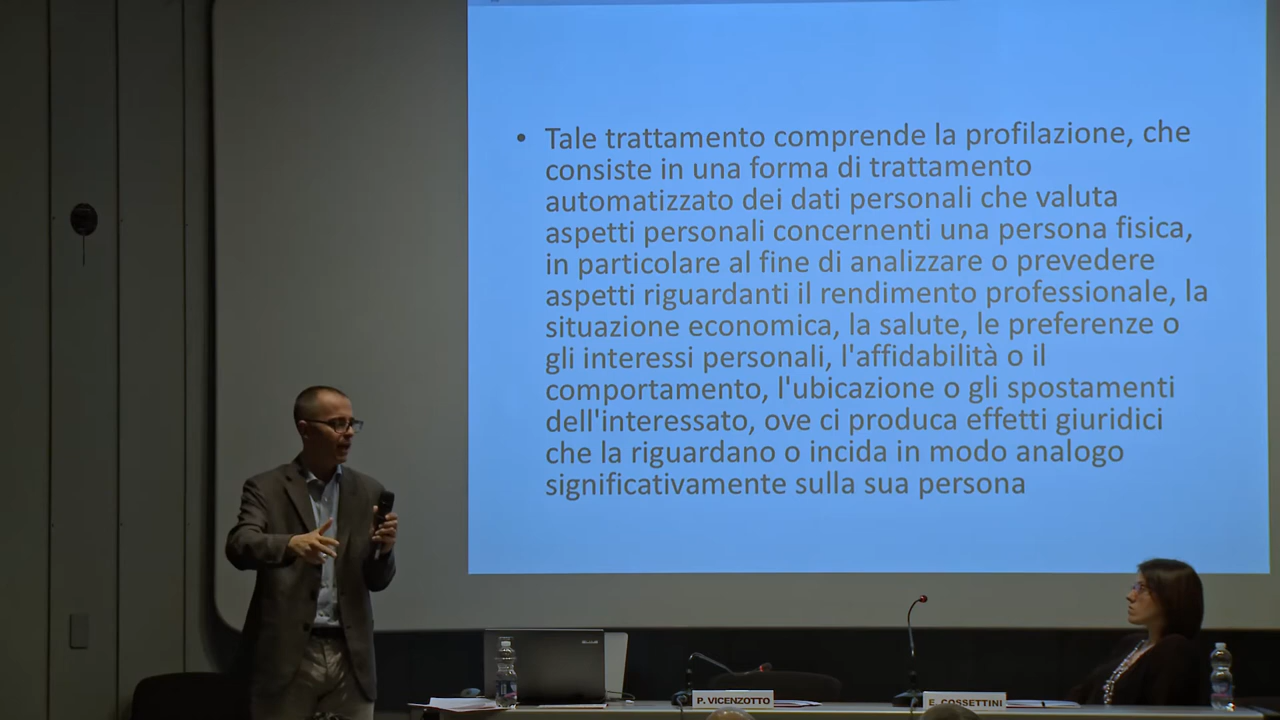 • Tale trattamento comprende la profilazione, che
consiste in una forma di trattamento
automatizzato dei dati personali che valuta
aspetti personali concernenti una persona fisica,
in particolare al fine di analizzare o prevedere
aspetti riguardanti il rendimento professionale, la
situazione economica, la salute, le preferenze o
gli interessi personali, l'affidabilità o il
comportamento, l'ubicazione o gli spostamenti
dell'interessato, ove ci produca effetti giuridici
che la riguardano o incida in modo analogo
significativamente sulla sua persona
P. VICENZOTTO
E. COSSETTINI